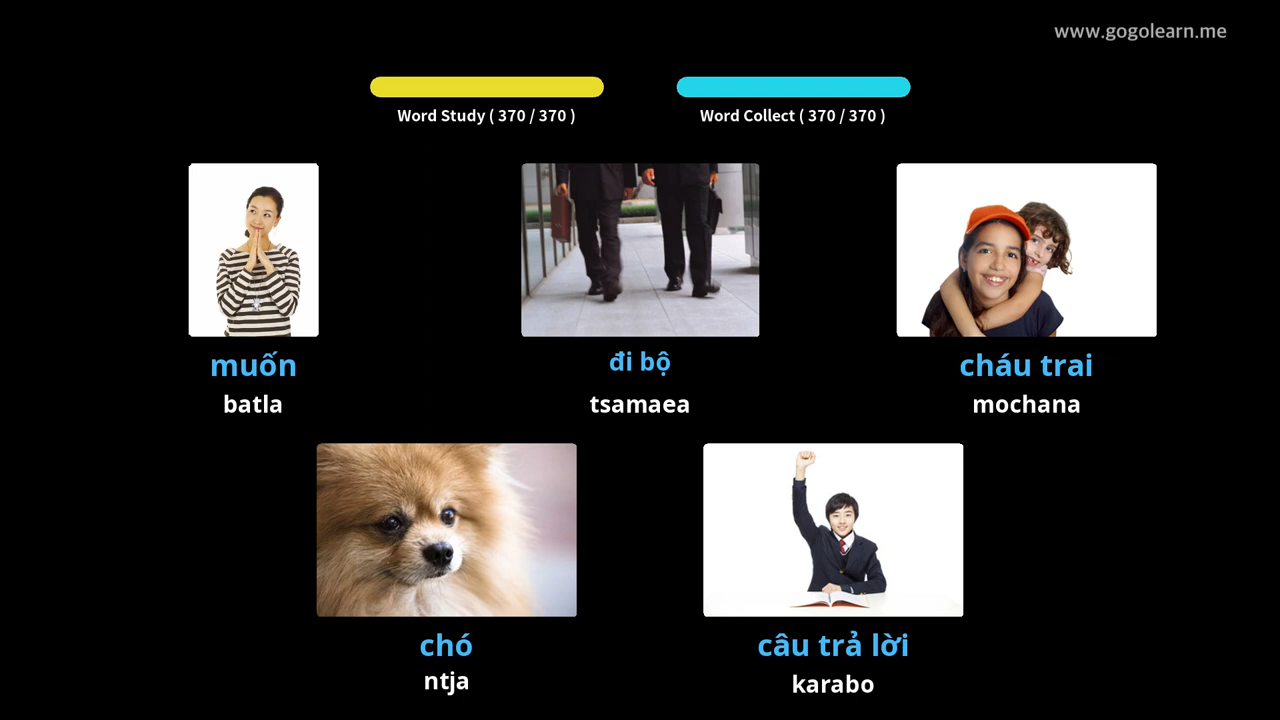 www.gogolearn.me
Word Study ( 370 / 370 )
Word Collect ( 370 / 370 )
muốn
batla
đi bộ
tsamaea
cháu trai
mochana
chó
ntja
câu trả lời
karabo